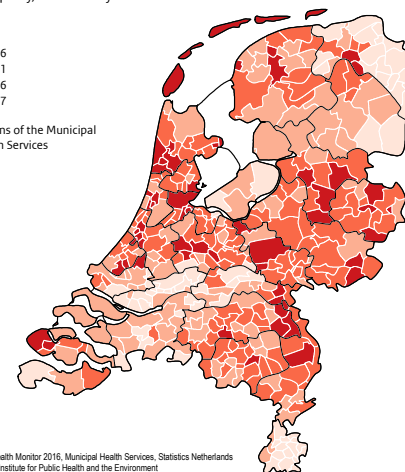 6
1
6
7
ns of the Municipal
n Services
alth Monitor 2016, Municipal Health Services, Statistics Netherlands
nstitute for Public Health and the Environment